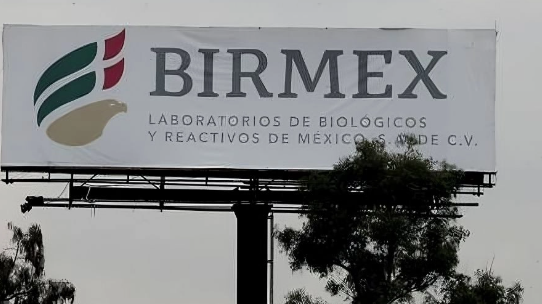 BIRMEX
LABORATORIOS DE BIOLÓGICOS
Y REACTIVOS DE MÉXICO, S.A. DE C.V.